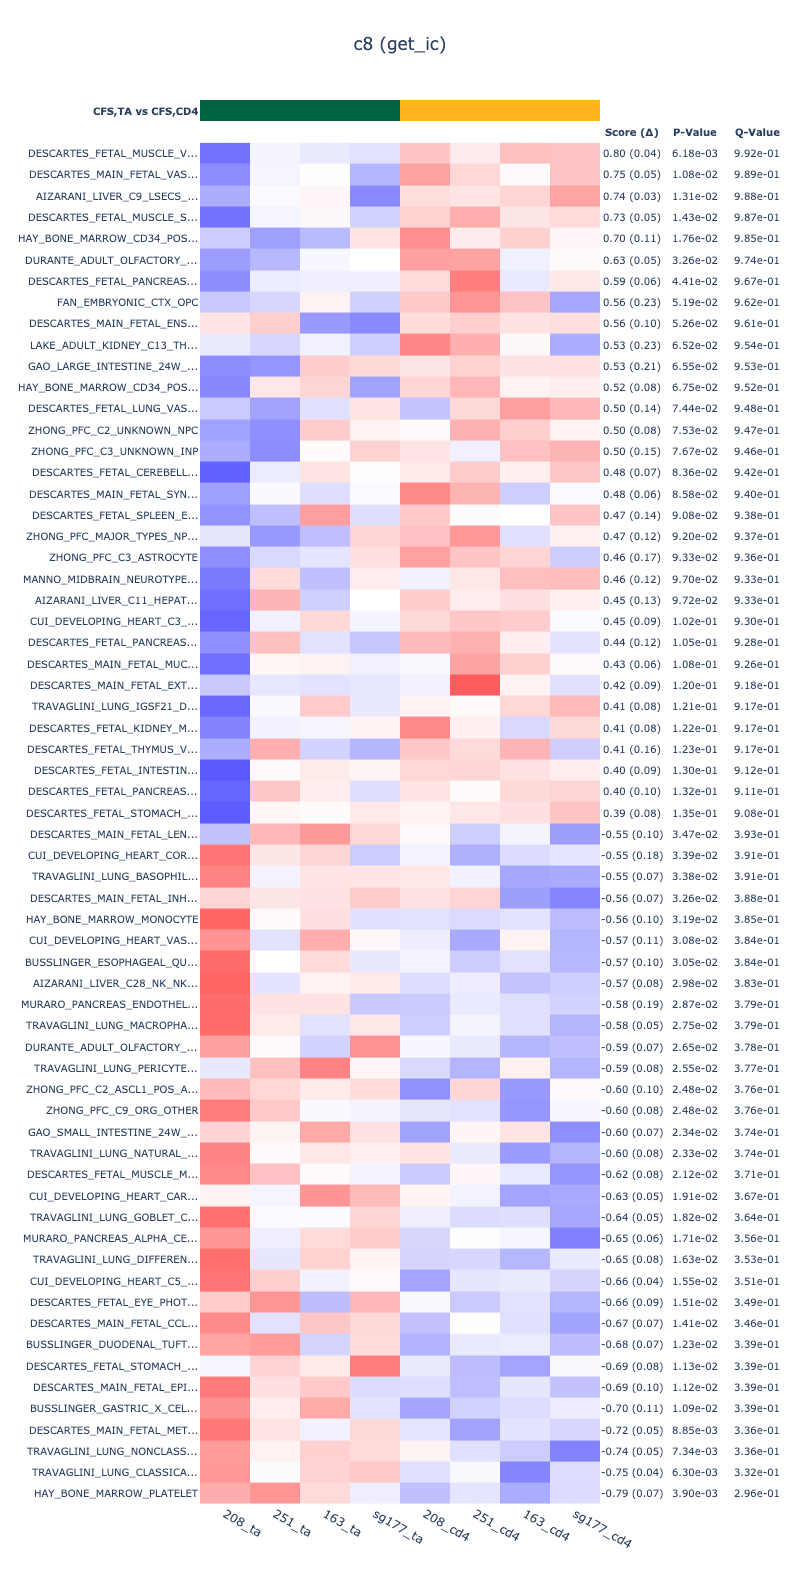 c8 (get_ic)
CFS,TA vs CFS,CD4
Score (Δ) P-Value Q-Value
DESCARTES_FETAL_MUSCLE_V... 0.80 (0.04) 6.18e-03 9.92e-01
DESCARTES_MAIN_FETAL_VAS... 0.75 (0.05) 1.08e-02 9.89e-01
AIZARANI_LIVER_C9_LSECS_... 0.74 (0.03) 1.31e-02 9.88e-01
DESCARTES_FETAL_MUSCLE_S... 0.73 (0.05) 1.43e-02 9.87e-01
HAY_BONE_MARROW_CD34_POS... 0.70 (0.11) 1.76e-02 9.85e-01
DURANTE_ADULT_OLFACTORY_... 0.63 (0.05) 3.26e-02 9.74e-01
DESCARTES_FETAL_PANCREAS... 0.59 (0.06) 4.41e-02 9.67e-01
FAN_EMBRYONIC_CTX_OPC 0.56 (0.23) 5.19e-02 9.62e-01
DESCARTES_MAIN_FETAL_ENS... 0.56 (0.10) 5.26e-02 9.61e-01
LAKE_ADULT_KIDNEY_C13_TH... 0.53 (0.23) 6.52e-02 9.54e-01
GAO_LARGE_INTESTINE_24W_... 0.53 (0.21) 6.55e-02 9.53e-01
HAY_BONE_MARROW_CD34_POS... 0.52 (0.08) 6.75e-02 9.52e-01
DESCARTES_FETAL_LUNG_VAS... 0.50 (0.14) 7.44e-02 9.48e-01
ZHONG_PFC_C2_UNKNOWN_NPC 0.50 (0.08) 7.53e-02 9.47e-01
ZHONG_PFC_C3_UNKNOWN_INP 0.50 (0.15) 7.67e-02 9.46e-01
DESCARTES_FETAL_CEREBELL... 0.48 (0.07) 8.36e-02 9.42e-01
DESCARTES_MAIN_FETAL_SYN... 0.48 (0.06) 8.58e-02 9.40e-01
DESCARTES_FETAL_SPLEEN_E... 0.47 (0.14) 9.08e-02 9.38e-01
ZHONG_PFC_MAJOR_TYPES_NP... 0.47 (0.12) 9.20e-02 9.37e-01
ZHONG_PFC_C3_ASTROCYTE 0.46 (0.17) 9.33e-02 9.36e-01
MANNO_MIDBRAIN_NEUROTYPE... 0.46 (0.12) 9.70e-02 9.33e-01
AIZARANI_LIVER_C11_HEPAT... 0.45 (0.13) 9.72e-02 9.33e-01
CUI_DEVELOPING_HEART_C3_... 0.45 (0.09) 1.02e-01 9.30e-01
DESCARTES_FETAL_PANCREAS... 0.44 (0.12) 1.05e-01 9.28e-01
DESCARTES_MAIN_FETAL_MUC... 0.43 (0.06) 1.08e-01 9.26e-01
DESCARTES_MAIN_FETAL_EXT... 0.42 (0.09) 1.20e-01 9.18e-01
TRAVAGLINI_LUNG_IGSF21_D... 0.41 (0.08) 1.21e-01 9.17e-01
DESCARTES_FETAL_KIDNEY_M... 0.41 (0.08) 1.22e-01 9.17e-01
DESCARTES_FETAL_THYMUS_V... 0.41 (0.16) 1.23e-01 9.17e-01
DESCARTES_FETAL_INTESTIN... 0.40 (0.09) 1.30e-01 9.12e-01
DESCARTES_FETAL_PANCREAS... 0.40 (0.10) 1.32e-01 9.11e-01
DESCARTES_FETAL_STOMACH_... 0.39 (0.08) 1.35e-01 9.08e-01
DESCARTES_MAIN_FETAL_LEN... -0.55 (0.10) 3.47e-02 3.93e-01
CUI_DEVELOPING_HEART_COR... -0.55 (0.18) 3.39e-02 3.91e-01
TRAVAGLINI_LUNG_BASOPHIL... -0.55 (0.07) 3.38e-02 3.91e-01
DESCARTES_MAIN_FETAL_INH... -0.56 (0.07) 3.26e-02 3.88e-01
HAY_BONE_MARROW_MONOCYTE -0.56 (0.10) 3.19e-02 3.85e-01
CUI_DEVELOPING_HEART_VAS... -0.57 (0.11) 3.08e-02 3.84e-01
BUSSLINGER_ESOPHAGEAL_QU... -0.57 (0.10) 3.05e-02 3.84e-01
AIZARANI_LIVER_C28_NK_NK... -0.57 (0.08) 2.98e-02 3.83e-01
MURARO_PANCREAS_ENDOTHEL... -0.58 (0.19) 2.87e-02 3.79e-01
TRAVAGLINI_LUNG_MACROPHA... -0.58 (0.05) 2.75e-02 3.79e-01
DURANTE_ADULT_OLFACTORY_... -0.59 (0.07) 2.65e-02 3.78e-01
TRAVAGLINI_LUNG_PERICYTE... -0.59 (0.08) 2.55e-02 3.77e-01
ZHONG_PFC_C2_ASCL1_POS_A... -0.60 (0.10) 2.48e-02 3.76e-01
ZHONG_PFC_C9_ORG_OTHER -0.60 (0.08) 2.48e-02 3.76e-01
GAO_SMALL_INTESTINE_24W_... -0.60 (0.07) 2.34e-02 3.74e-01
TRAVAGLINI_LUNG_NATURAL_... -0.60 (0.08) 2.33e-02 3.74e-01
DESCARTES_FETAL_MUSCLE_M... -0.62 (0.08) 2.12e-02 3.71e-01
CUI_DEVELOPING_HEART_CAR... -0.63 (0.05) 1.91e-02 3.67e-01
TRAVAGLINI_LUNG_GOBLET_C... -0.64 (0.05) 1.82e-02 3.64e-01
MURARO_PANCREAS_ALPHA_CE... -0.65 (0.06) 1.71e-02 3.56e-01
TRAVAGLINI_LUNG_DIFFEREN... -0.65 (0.08) 1.63e-02 3.53e-01
CUI_DEVELOPING_HEART_C5_... -0.66 (0.04) 1.55e-02 3.51e-01
DESCARTES_FETAL_EYE_PHOT... -0.66 (0.09) 1.51e-02 3.49e-01
DESCARTES_MAIN_FETAL_CCL... -0.67 (0.07) 1.41e-02 3.46e-01
BUSSLINGER_DUODENAL_TUFT... -0.68 (0.07) 1.23e-02 3.39e-01
DESCARTES_FETAL_STOMACH_... -0.69 (0.08) 1.13e-02 3.39e-01
DESCARTES_MAIN_FETAL_EPI... -0.69 (0.10) 1.12e-02 3.39e-01
BUSSLINGER_GASTRIC_X_CEL... -0.70 (0.11) 1.09e-02 3.39e-01
DESCARTES_MAIN_FETAL_MET... -0.72 (0.05) 8.85e-03 3.36e-01
TRAVAGLINI_LUNG_NONCLASS... -0.74 (0.05) 7.34e-03 3.36e-01
TRAVAGLINI_LUNG_CLASSICA... -0.75 (0.04) 6.30e-03 3.32e-01
HAY_BONE_MARROW_PLATELET -0.79 (0.07) 3.90e-03 2.96e-01
208_ta 251_ta 163_ta sg177_ta 208_cd4 251_cd4 163_cd4 sg177_cd4